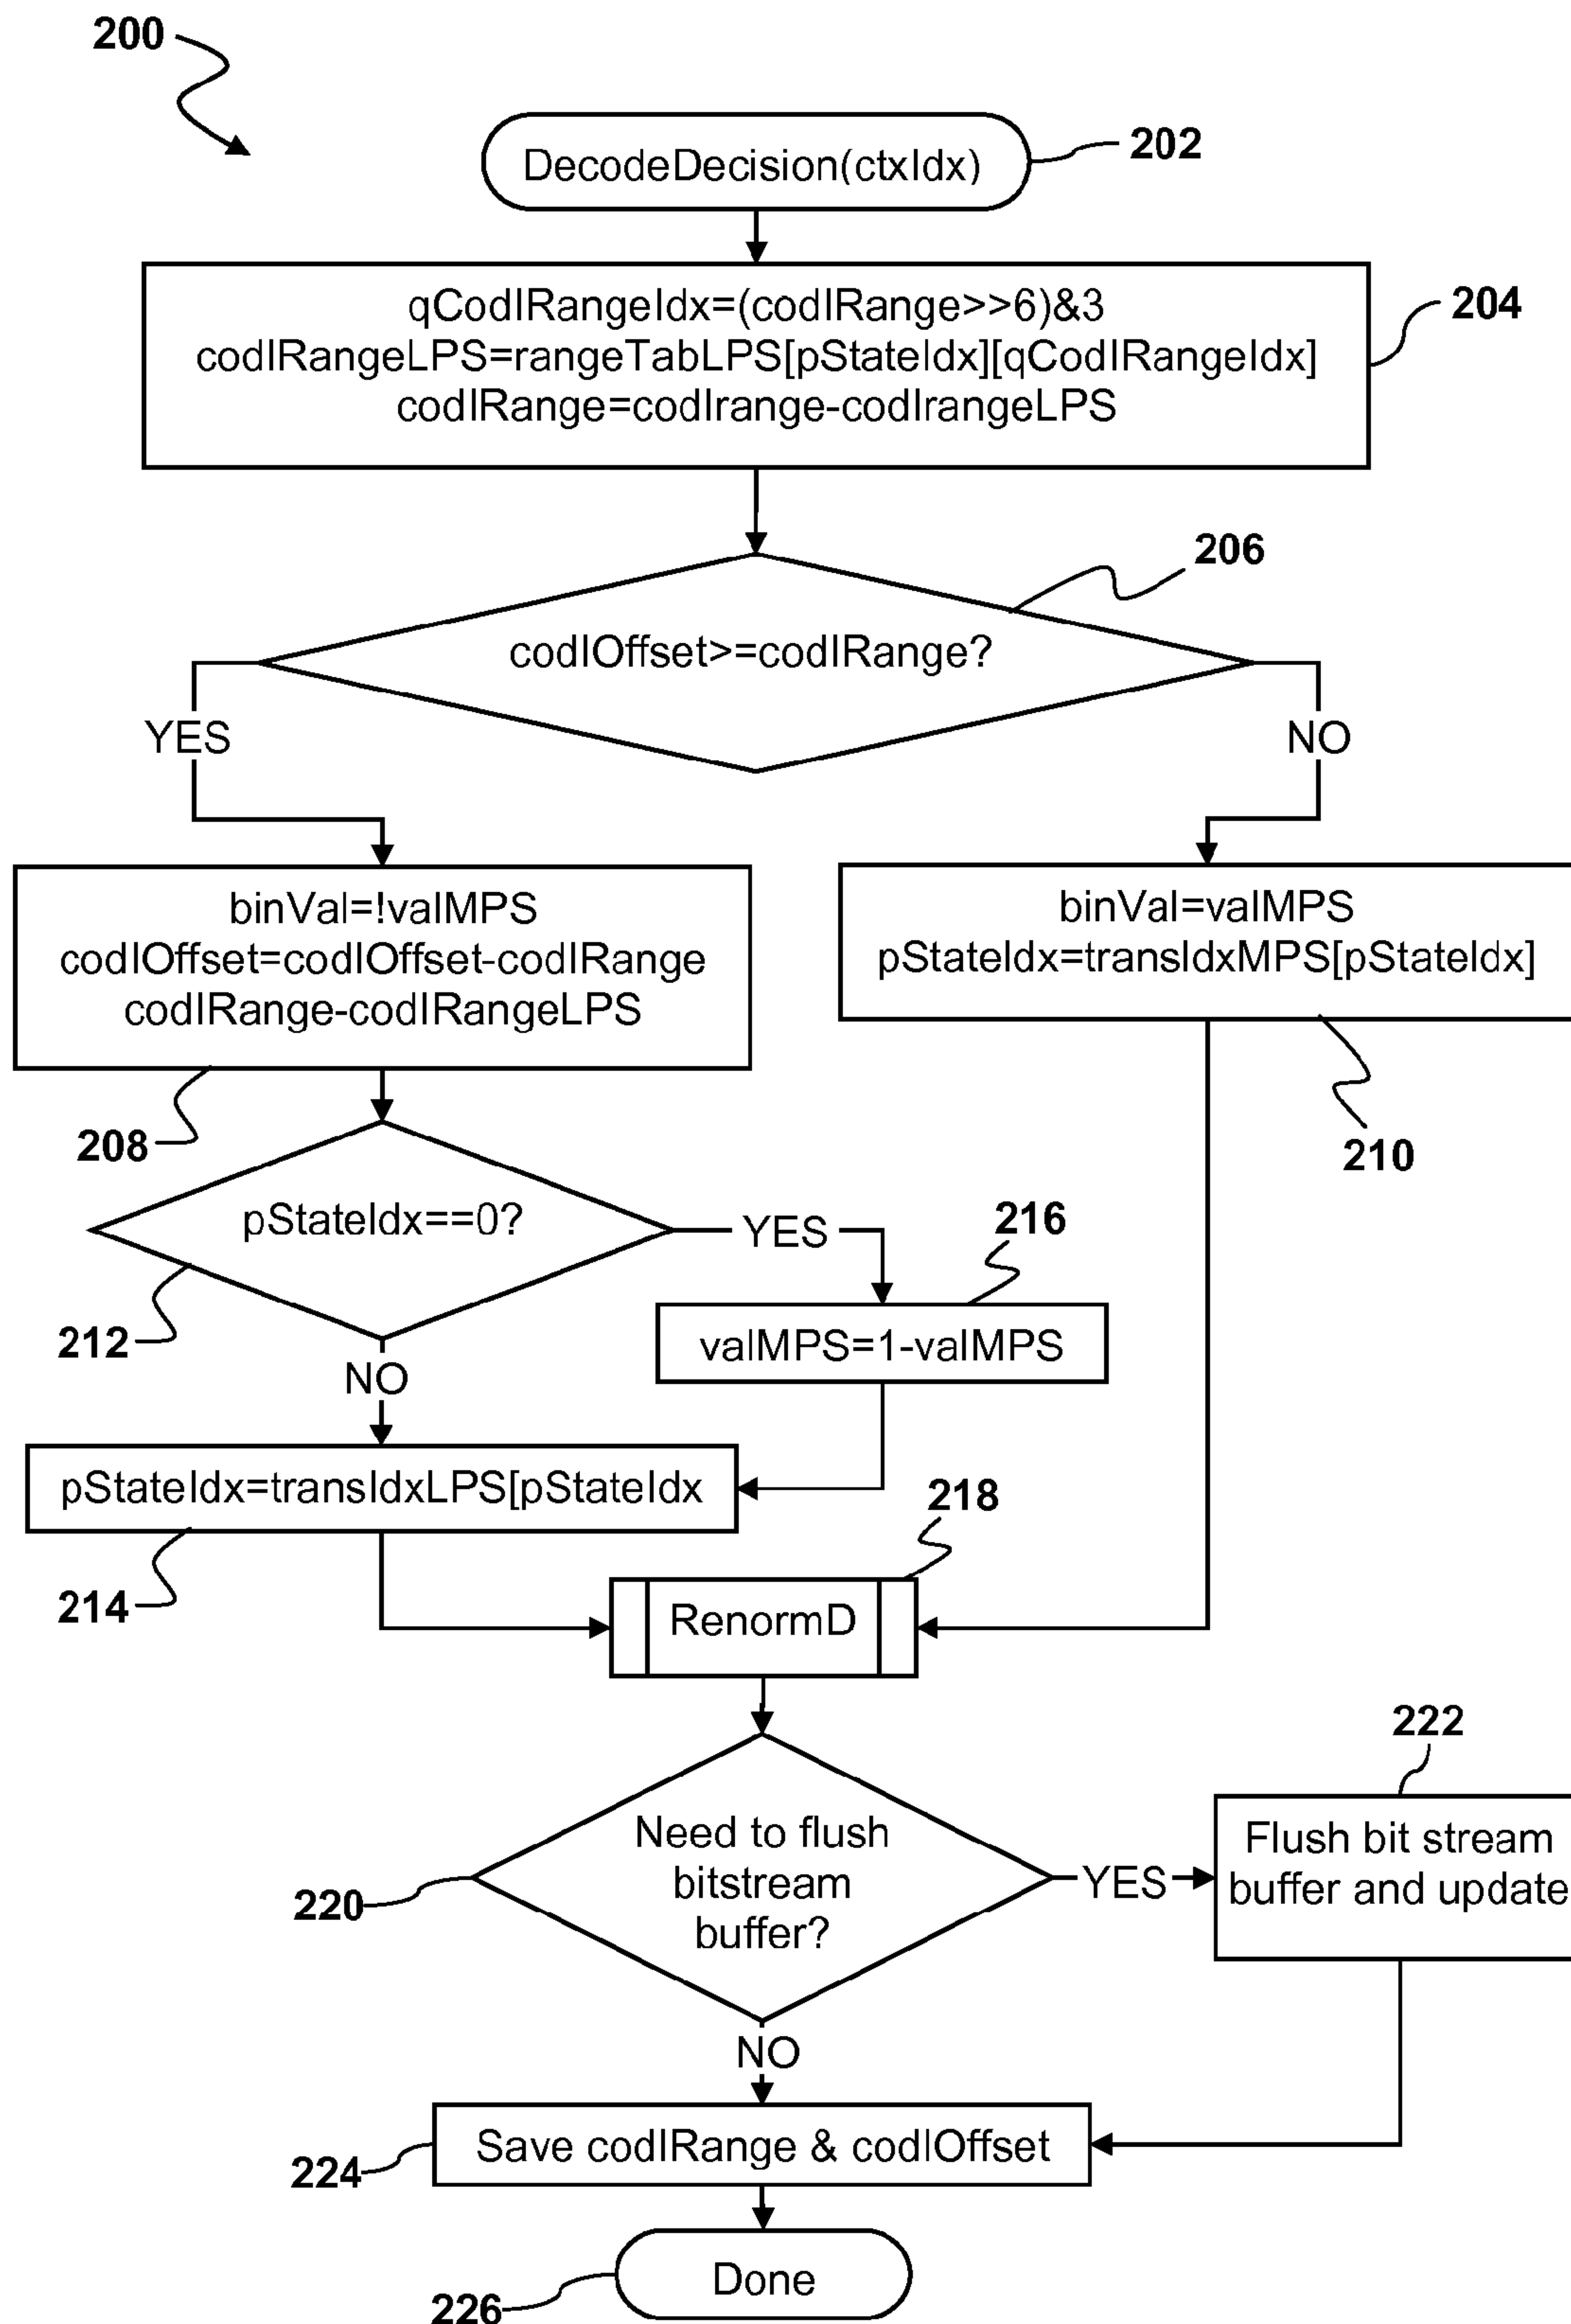 200
DecodeDecision(ctxIdx)
202
qCodIRangeIdx=(codIRange>>6)&3
codIRangeLPS=rangeTabLPS[pStateIdx][qCodIRangeIdx]
codIRange=codIrange-codIrangeLPS
204
206
codIOffset>=codIRange?
YES
NO
binVal=!valMPS
codIOffset=codIOffset-codIRange
codIRange-codIRangeLPS
binVal=valMPS
pStateIdx=transIdxMPS[pStateIdx]
208
210
pStateIdx==0?
YES
216
212
valMPS=1-valMPS
NO
pStateIdx=transIdxLPS[pStateIdx
218
214
RenormD
222
Need to flush
bitstream
buffer?
YES
Flush bit stream
buffer and update
220
NO
Save codIRange & codIOffset
224
Done
226